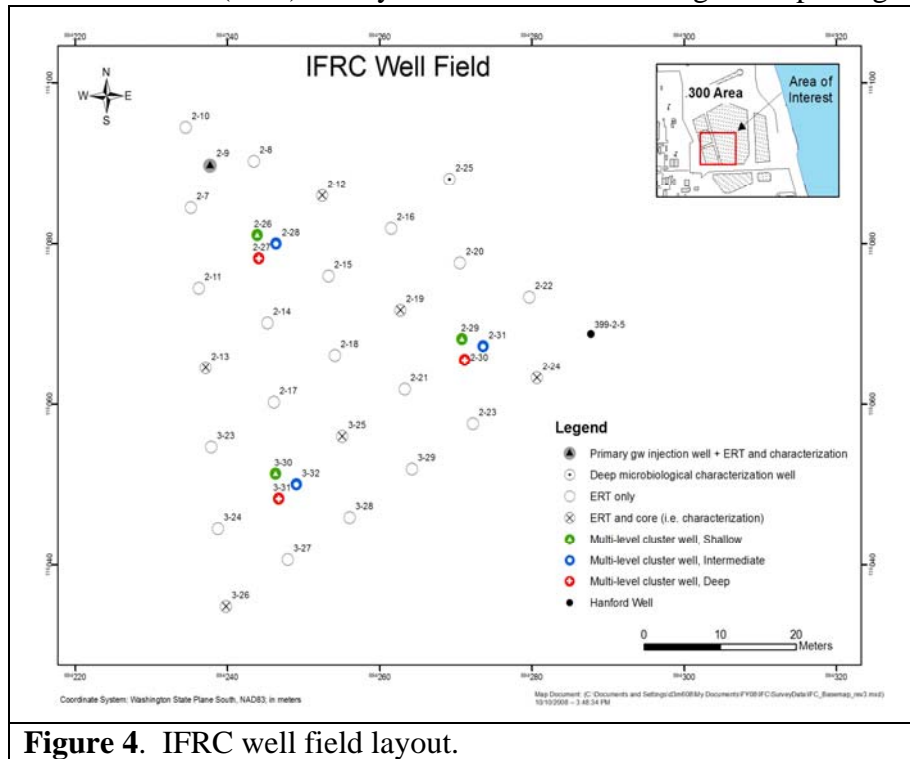 IFRC Well Field
N
W E
S
300 Area
Area of
Interest
2-10
2-9
2-8
2-7
2-12
2-25
2-26
2-28
2-27
2-16
2-11
2-15
2-20
2-22
2-14
2-19
2-29
2-31
2-30
399-2-5
2-13
2-18
2-24
2-17
2-21
2-23
3-23
3-25
3-30
3-32
3-31
3-29
3-24
3-28
3-27
3-26
Legend
Primary gw injection well + ERT and characterization
Deep microbiological characterization well
ERT only
ERT and core (i.e. characterization)
Multi-level cluster well, Shallow
Multi-level cluster well, Intermediate
Multi-level cluster well, Deep
Hanford Well
0 10 20
Meters
Coordinate System: Washington State Plane South, NAD83; in meters
10/10/2008 – 3:48:34 PM
Figure 4. IFRC well field layout.